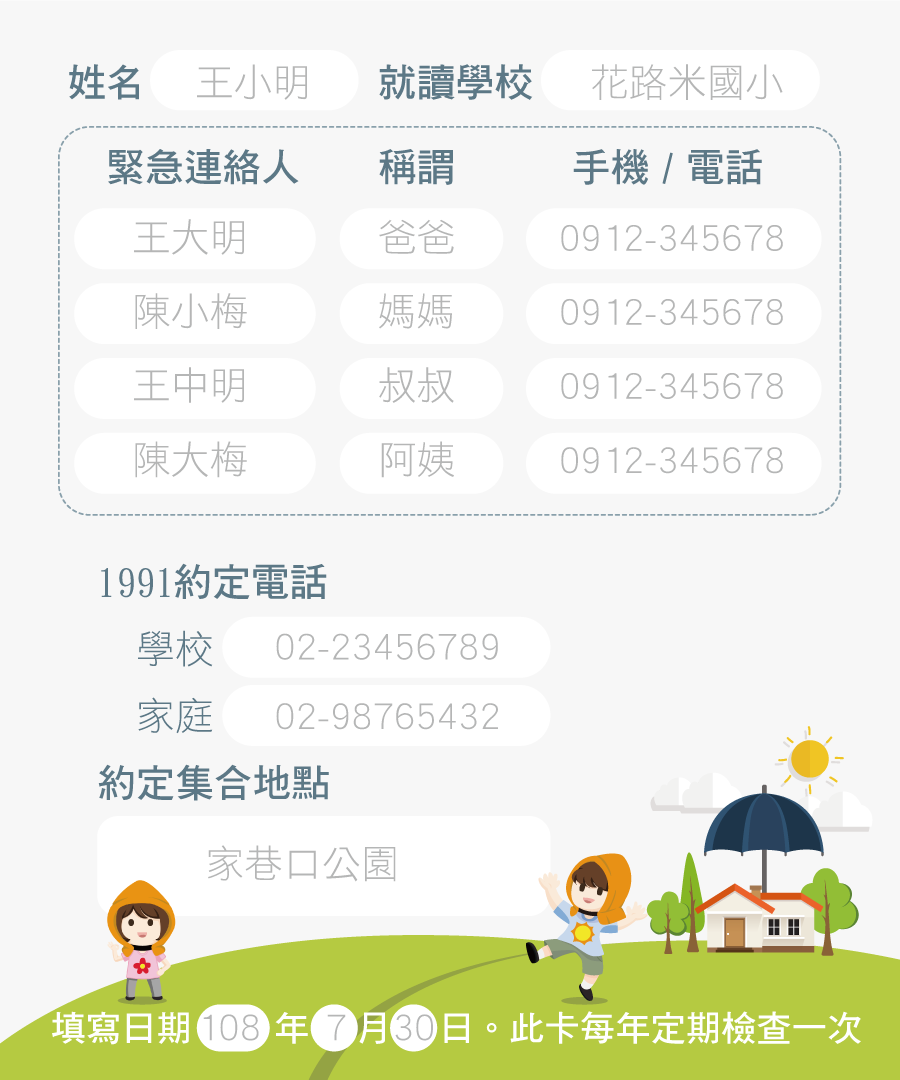 姓名 王小明 就讀學校 花路米國小
緊急連絡人 稱謂 手機 / 電話
王大明 爸爸 0912-345678
陳小梅 媽媽 0912-345678
王中明 叔叔 0912-345678
陳大梅 阿姨 0912-345678
1991約定電話
學校 02-23456789
家庭 02-98765432
約定集合地點
家巷口公園
填寫日期 108 年 7 月 30 日。此卡每年定期檢查一次